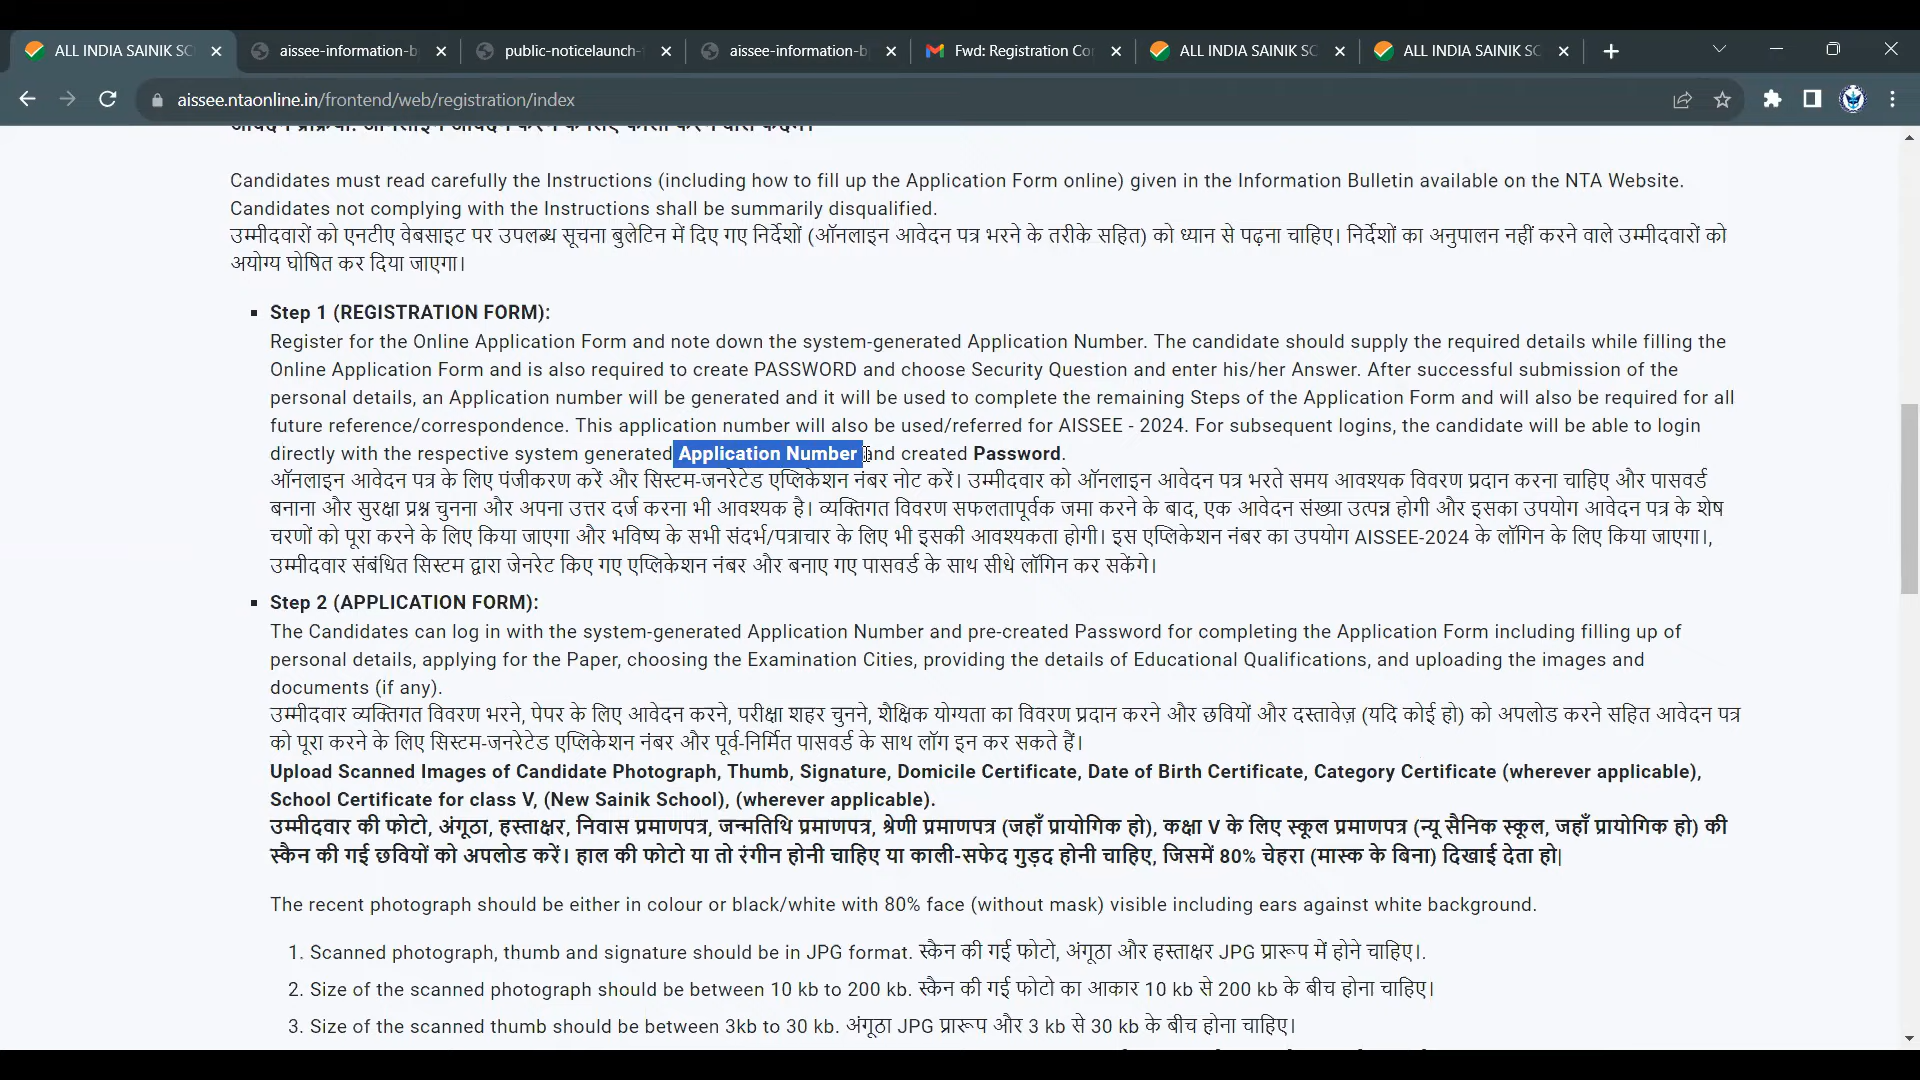 ALL INDIA SAINIK SC
aissee-information-b
public-noticelaunch-
aissee-information-b
Fwd: Registration Co
ALL INDIA SAINIK SC
ALL INDIA SAINIK SC
aissee.ntaonline.in/frontend/web/registration/index
Candidates must read carefully the Instructions (including how to fill up the Application Form online) given in the Information Bulletin available on the NTA Website.
Candidates not complying with the Instructions shall be summarily disqualified.
उम्मीदवारों को एनटीए वेबसाइट पर उपलब्ध सूचना बुलेटिन में दिए गए निर्देशों (ऑनलाइन आवेदन पत्र भरने के तरीके सहित) को ध्यान से पढ़ना चाहिए। निर्देशों का अनुपालन नहीं करने वाले उम्मीदवारों को
अयोग्य घोषित कर दिया जाएगा।
Step 1 (REGISTRATION FORM):
Register for the Online Application Form and note down the system-generated Application Number. The candidate should supply the required details while filling the
Online Application Form and is also required to create PASSWORD and choose Security Question and enter his/her Answer. After successful submission of the
personal details, an Application number will be generated and it will be used to complete the remaining Steps of the Application Form and will also be required for all
future reference/correspondence. This application number will also be used/referred for AISSEE - 2024. For subsequent logins, the candidate will be able to login
directly with the respective system generated Application Number and created Password.
ऑनलाइन आवेदन पत्र के लिए पंजीकरण करें और सिस्टम-जनरेटेड एप्लिकेशन नंबर नोट करें। उम्मीदवार को ऑनलाइन आवेदन पत्र भरते समय आवश्यक विवरण प्रदान करना चाहिए और पासवर्ड
बनाना और सुरक्षा प्रश्न चुनना और अपना उत्तर दर्ज करना भी आवश्यक है। व्यक्तिगत विवरण सफलतापूर्वक जमा करने के बाद, एक आवेदन संख्या उत्पन्न होगी और इसका उपयोग आवेदन पत्र के शेष
चरणों को पूरा करने के लिए किया जाएगा और भविष्य के सभी संदर्भ/पत्राचार के लिए भी इसकी आवश्यकता होगी। इस एप्लिकेशन नंबर का उपयोग AISSEE-2024 के लॉगिन के लिए किया जाएगा।,
उम्मीदवार संबंधित सिस्टम द्वारा जेनरेट किए गए एप्लिकेशन नंबर और बनाए गए पासवर्ड के साथ सीधे लॉगिन कर सकेंगे।
Step 2 (APPLICATION FORM):
The Candidates can log in with the system-generated Application Number and pre-created Password for completing the Application Form including filling up of
personal details, applying for the Paper, choosing the Examination Cities, providing the details of Educational Qualifications, and uploading the images and
documents (if any).
उम्मीदवार व्यक्तिगत विवरण भरने, पेपर के लिए आवेदन करने, परीक्षा शहर चुनने, शैक्षिक योग्यता का विवरण प्रदान करने और छवियों और दस्तावेज़ (यदि कोई हो) को अपलोड करने सहित आवेदन पत्र
को पूरा करने के लिए सिस्टम-जनरेटेड एप्लिकेशन नंबर और पूर्व-निर्मित पासवर्ड के साथ लॉग इन कर सकते हैं।
Upload Scanned Images of Candidate Photograph, Thumb, Signature, Domicile Certificate, Date of Birth Certificate, Category Certificate (wherever applicable),
School Certificate for class V, (New Sainik School), (wherever applicable).
उम्मीदवार की फोटो, अंगूठा, हस्ताक्षर, निवास प्रमाणपत्र, जन्मतिथि प्रमाणपत्र, श्रेणी प्रमाणपत्र (जहाँ प्रायोगिक हो), कक्षा V के लिए स्कूल प्रमाणपत्र (न्यू सैनिक स्कूल, जहाँ प्रायोगिक हो) की
स्कैन की गई छवियों को अपलोड करें। हाल की फोटो या तो रंगीन होनी चाहिए या काली-सफेद गुड़द होनी चाहिए, जिसमें 80% चेहरा (मास्क के बिना) दिखाई देता हो|
The recent photograph should be either in colour or black/white with 80% face (without mask) visible including ears against white background.
1. Scanned photograph, thumb and signature should be in JPG format. स्कैन की गई फोटो, अंगूठा और हस्ताक्षर JPG प्रारूप में होने चाहिए।.
2. Size of the scanned photograph should be between 10 kb to 200 kb. स्कैन की गई फोटो का आकार 10 kb से 200 kb के बीच होना चाहिए।
3. Size of the scanned thumb should be between 3kb to 30 kb. अंगूठा JPG प्रारूप और 3 kb से 30 kb के बीच होना चाहिए।